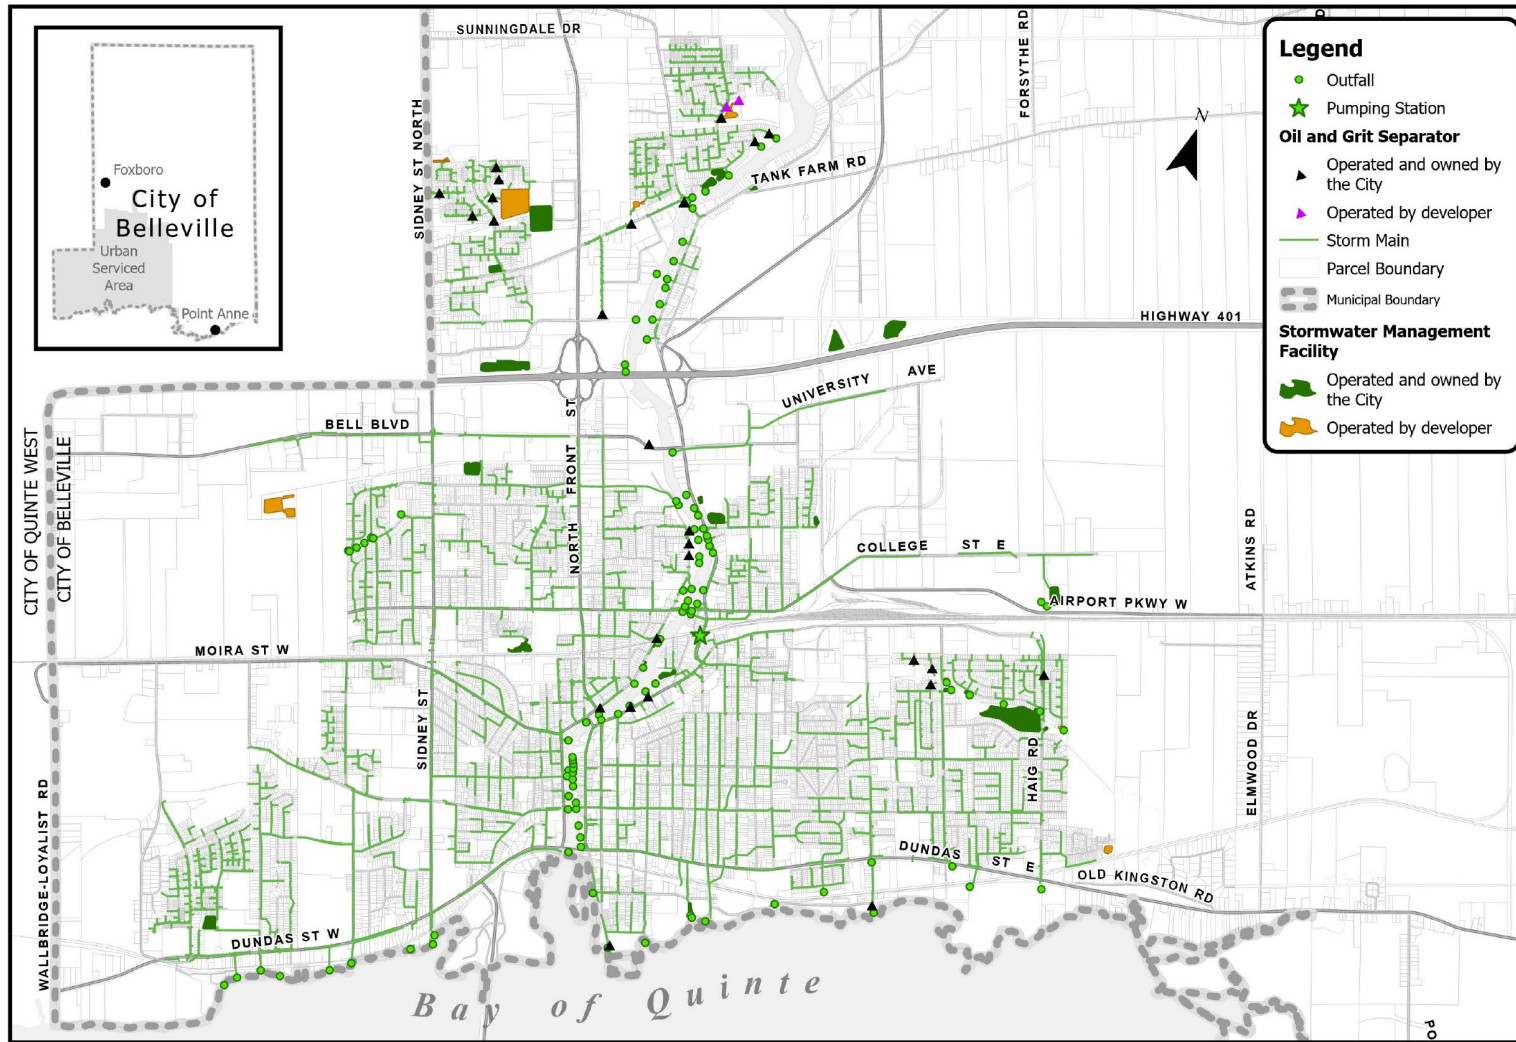 SUNNINGDALE DR
FORSYTHE RD
D
Legend
Outfall
Pumping Station
Oil and Grit Separator
Operated and owned by
the City
Operated by developer
Storm Main
Parcel Boundary
Municipal Boundary
Stormwater Management
Facility
Operated and owned by
the City
Operated by developer
N
Foxboro
City of
Belleville
Urban
Serviced
Area
Point Anne
SIDNEY ST NORTH
TANK FARM RD
HIGHWAY 401
UNIVERSITY AVE
BELL BLVD
NORTH FRONT ST
CITY OF QUINTE WEST
CITY OF BELLEVILLE
COLLEGE ST E
ATKINS RD
AIRPORT PKWY W
MOIRA ST W
SIDNEY ST
HAIG RD
ELMWOOD DR
WALLBRIDGE-LOYALIST RD
DUNDAS ST E
OLD KINGSTON RD
DUNDAS ST W
Bay of Quinte
PO